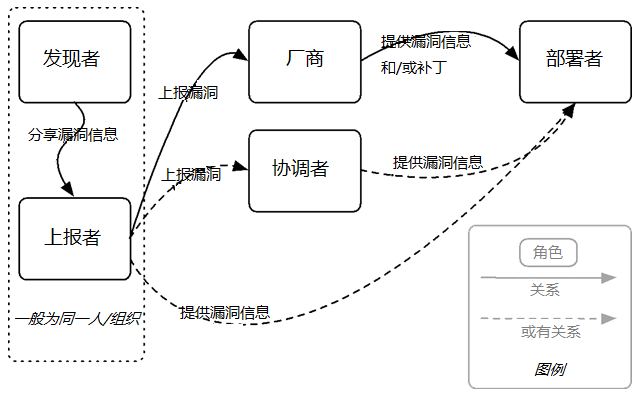 发现者
厂商
提供漏洞信息
和/或补丁
部署者
上报漏洞
分享漏洞信息
协调者
上报漏洞
提供漏洞信息
上报者
提供漏洞信息
一般为同一人/组织
角色
关系
或有关系
图例